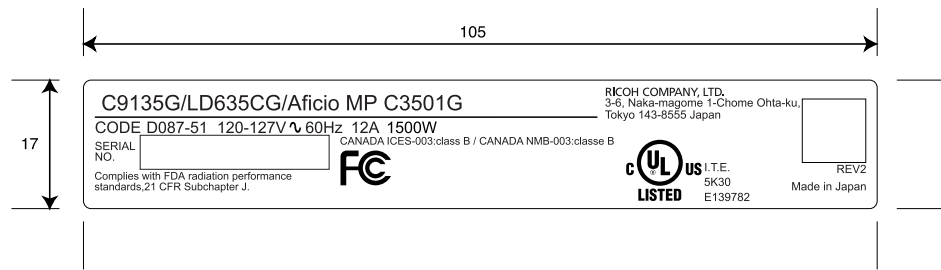 105
17
C9135G/LD635CG/Aficio MP C3501G
CODE D087-51 120-127V ∿ 60Hz 12A 1500W
SERIAL
NO.
CANADA ICES-003:class B / CANADA NMB-003:classe B
FC
Complies with FDA radiation performance
standards,21 CFR Subchapter J.
RICOH COMPANY, LTD.
3-6, Naka-magome 1-Chome Ohta-ku,
Tokyo 143-8555 Japan
C UL ® US
LISTED
I.T.E.
5K30
E139782
REV2
Made in Japan